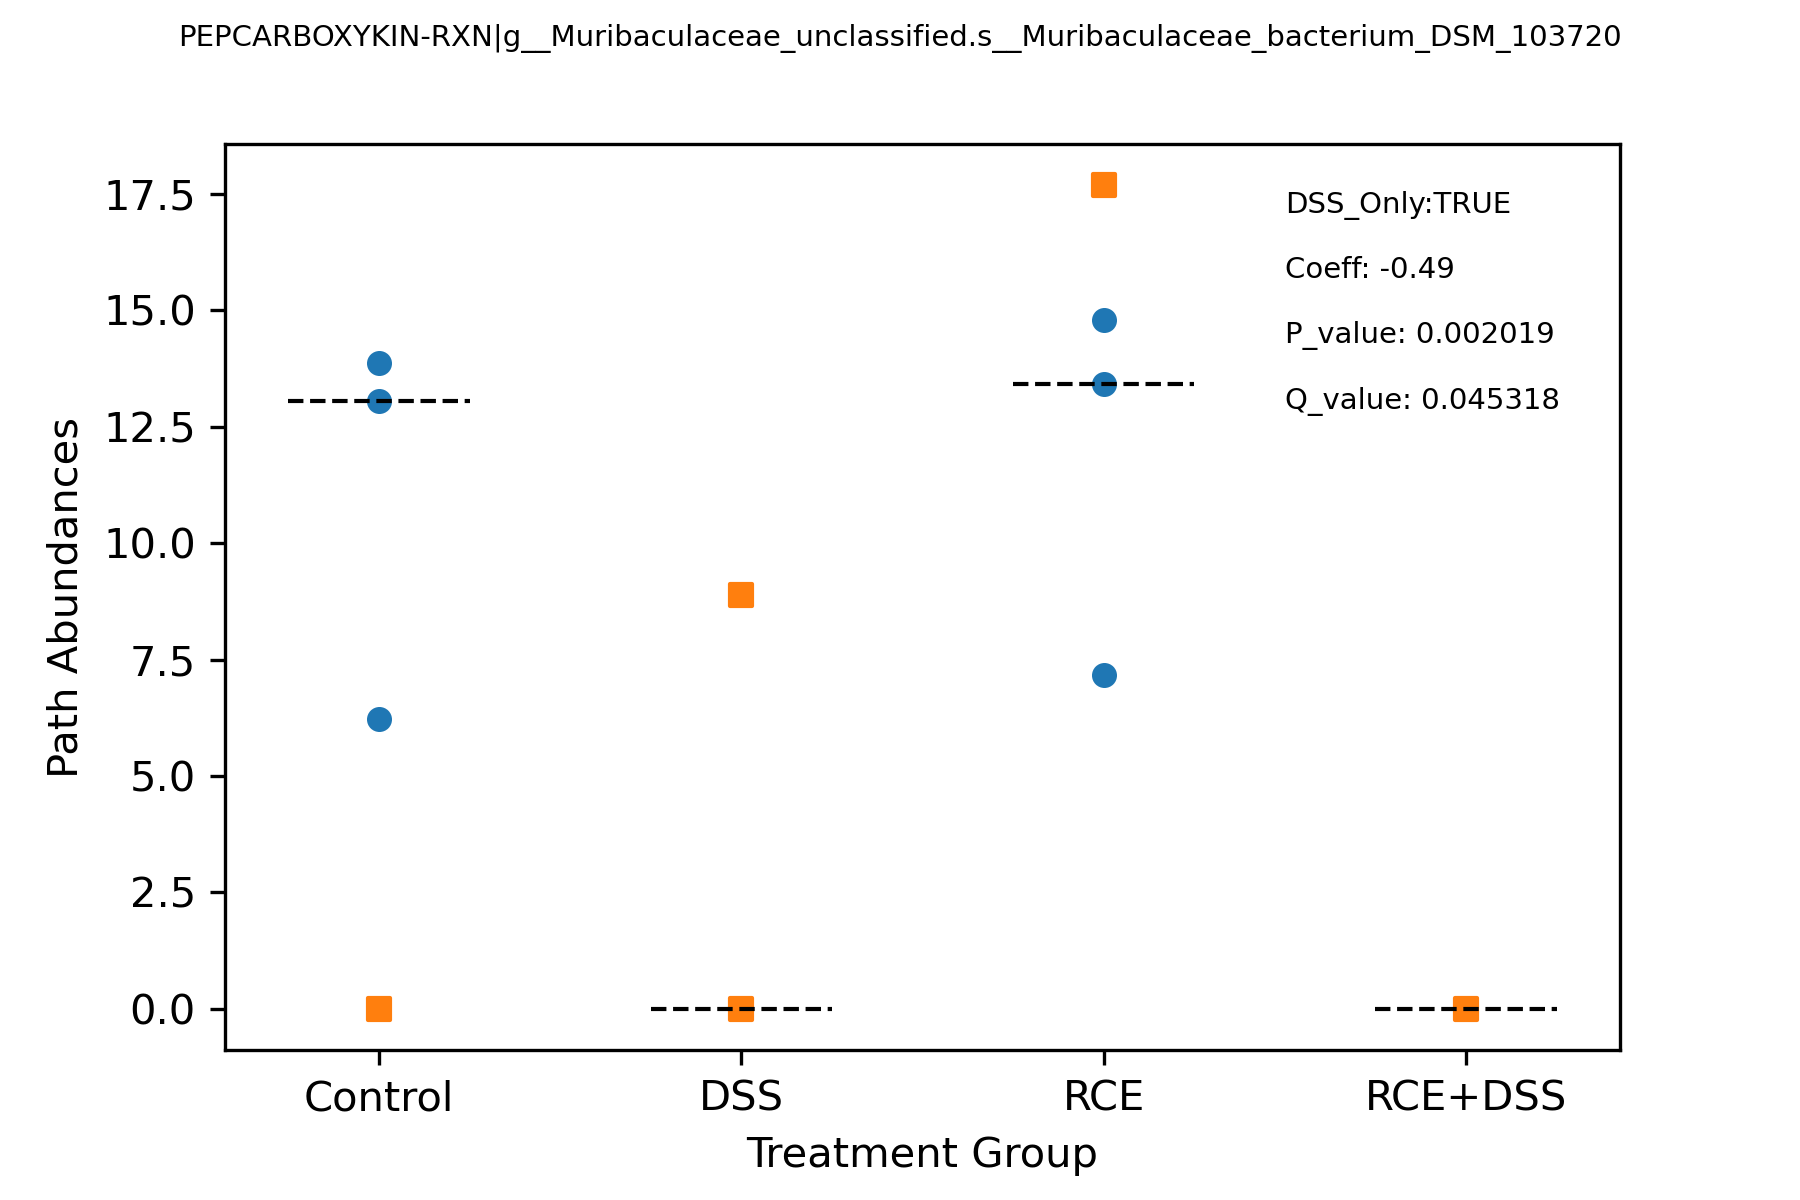 PEPCARBOXYKIN-RXN|g__Muribaculaceae_unclassified.s__Muribaculaceae_bacterium_DSM_103720
DSS_Only:TRUE
Coeff: -0.49
P_value: 0.002019
Q_value: 0.045318
Path Abundances
17.5
15.0
12.5
10.0
7.5
5.0
2.5
0.0
Control
DSS
RCE
RCE+DSS
Treatment Group